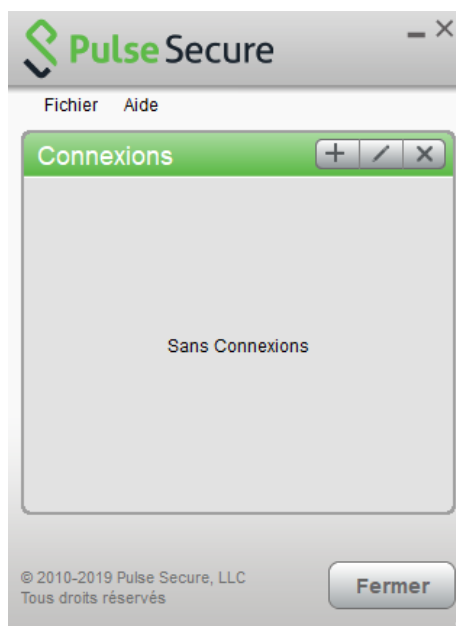 Pulse Secure
Fichier Aide
Connexions
Sans Connexions
© 2010-2019 Pulse Secure, LLC
Tous droits réservés
Fermer